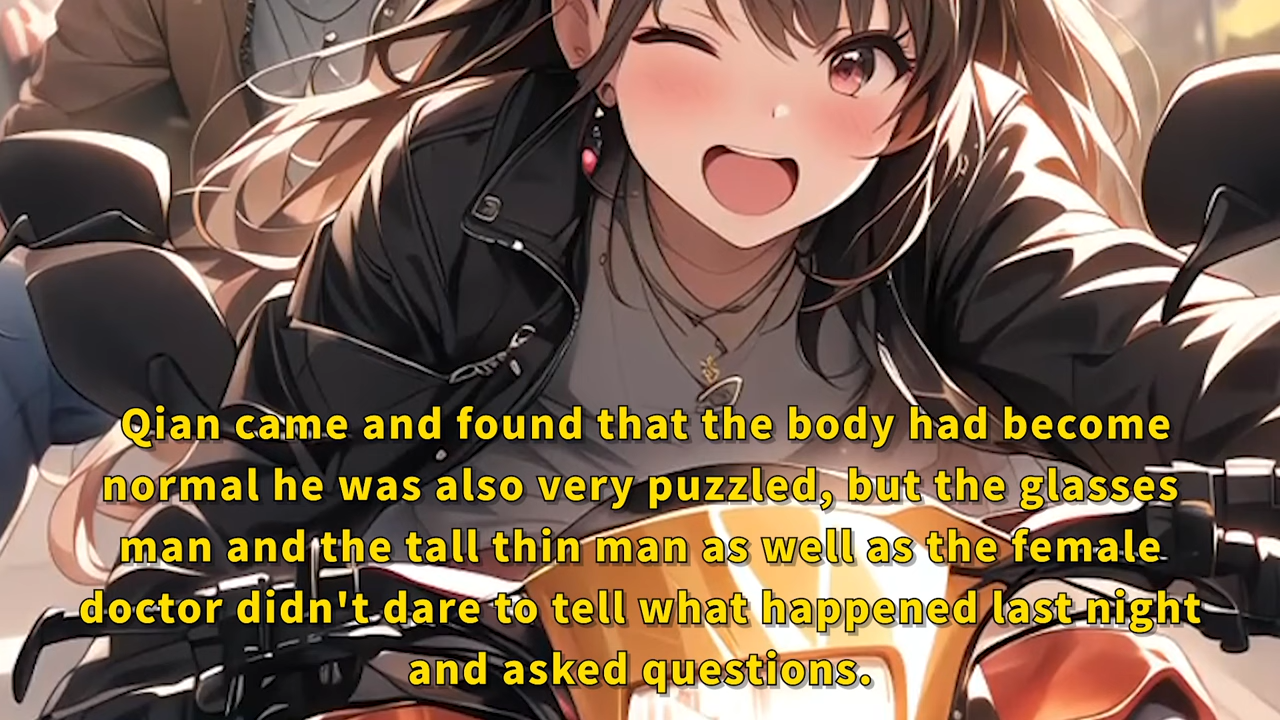 Qian came and found that the body had become
normal he was also very puzzled, but the glasses
man and the tall thin man as well as the female
doctor didn't dare to tell what happened last night
and asked questions.